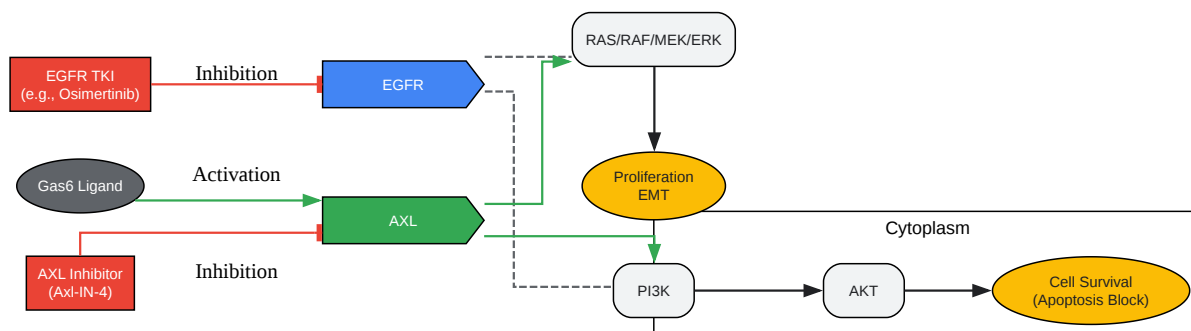 RAS/RAF/MEK/ERK
EGFR TKI
(e.g., Osimertinib)
Inhibition
EGFR
Gas6 Ligand
Activation
AXL
Proliferation
EMT
Cytoplasm
AXL Inhibitor
(Axl-IN-4)
Inhibition
PI3K
AKT
Cell Survival
(Apoptosis Block)